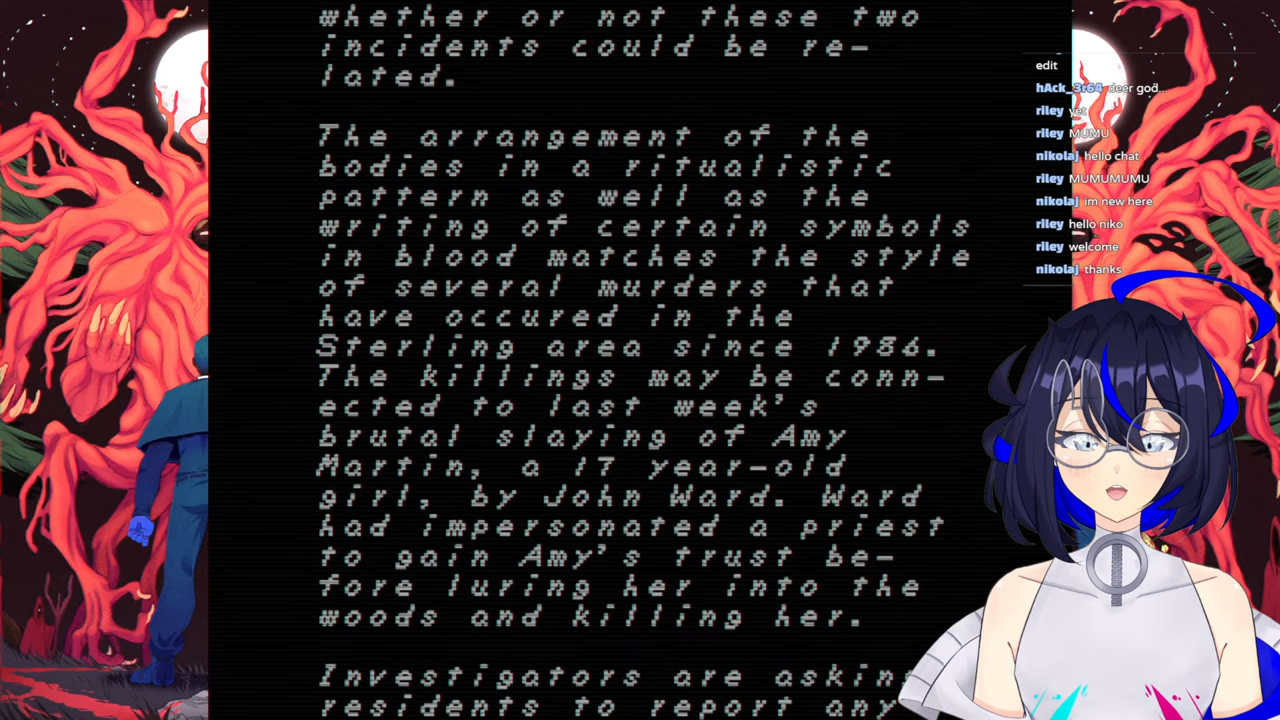 whether or not these two
incidents could be re-
lated.
The arrangement of the
bodies in a ritualistic
pattern as well as the
writing of certain symbols
in blood matches the style
of several murders that
have occured in the
Sterling area since 1986.
The killings may be conn-
ected to last week's
brutal slaying of Amy
Martin, a 17 year-old
girl, by John Ward. Ward
had impersonated a priest
to gain Amy's trust be-
fore luring her into the
woods and killing her.
Investigators are asking
residents to report any
edit
hAck_3r64 deer god...
riley yet
riley MUMU
nikolaj hello chat
riley MUMUMUMU
nikolaj im new here
riley hello niko
riley welcome
nikolaj thanks